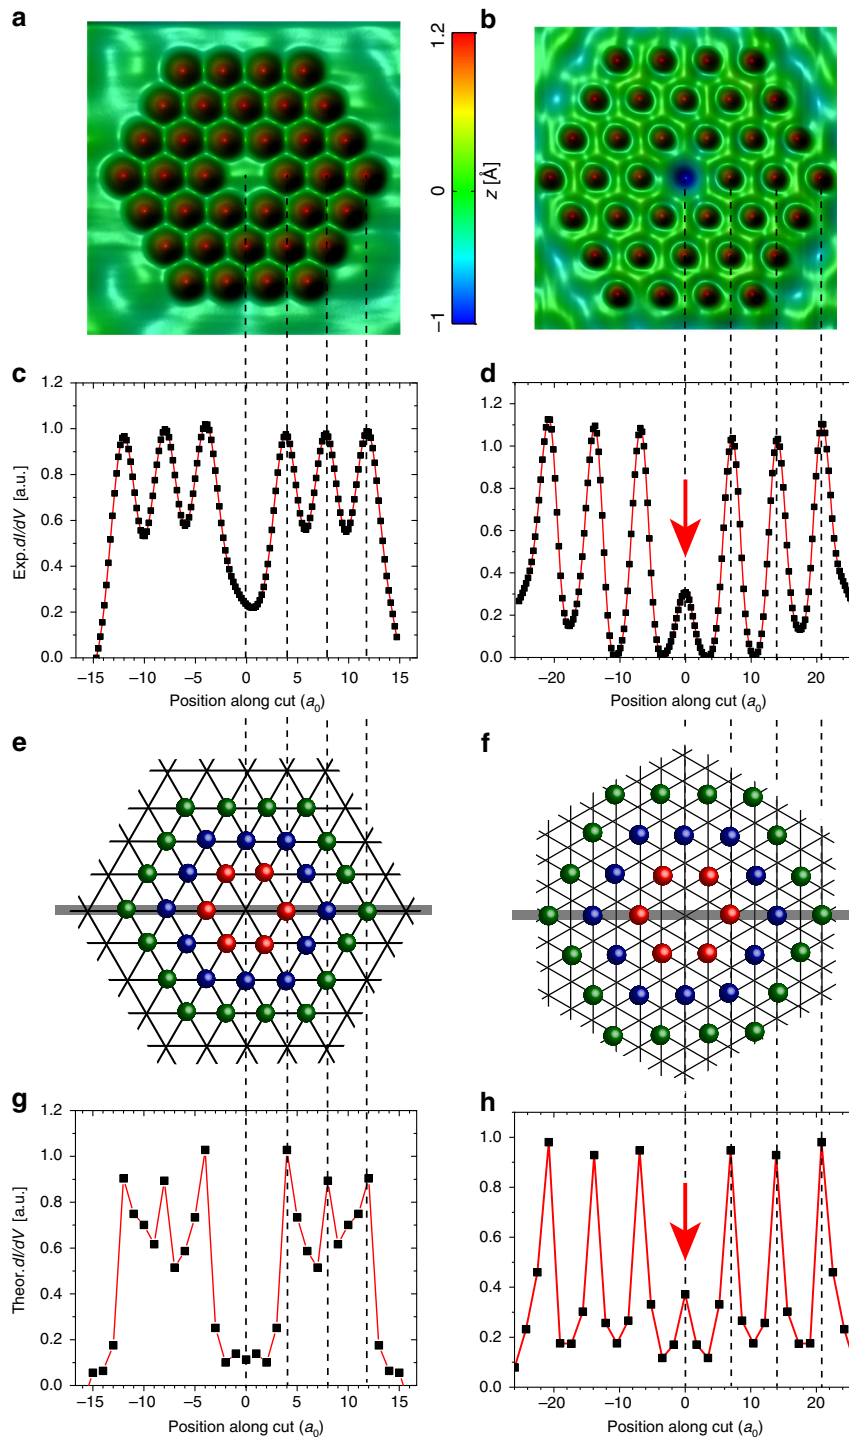 a
b
1.2
0
−1
z [Å]
c
d
1.2
1.0
0.8
0.6
0.4
0.2
0.0
Exp. dI/dV [a.u.]
−15 −10 −5 0 5 10 15
Position along cut (a0)
1.2
1.0
0.8
0.6
0.4
0.2
0.0
−20 −10 0 10 20
Position along cut (a0)
e
f
g
h
1.2
1.0
0.8
0.6
0.4
0.2
0.0
Theor. dI/dV [a.u.]
−15 −10 −5 0 5 10 15
Position along cut (a0)
1.0
0.8
0.6
0.4
0.2
0.0
−20 −10 0 10 20
Position along cut (a0)